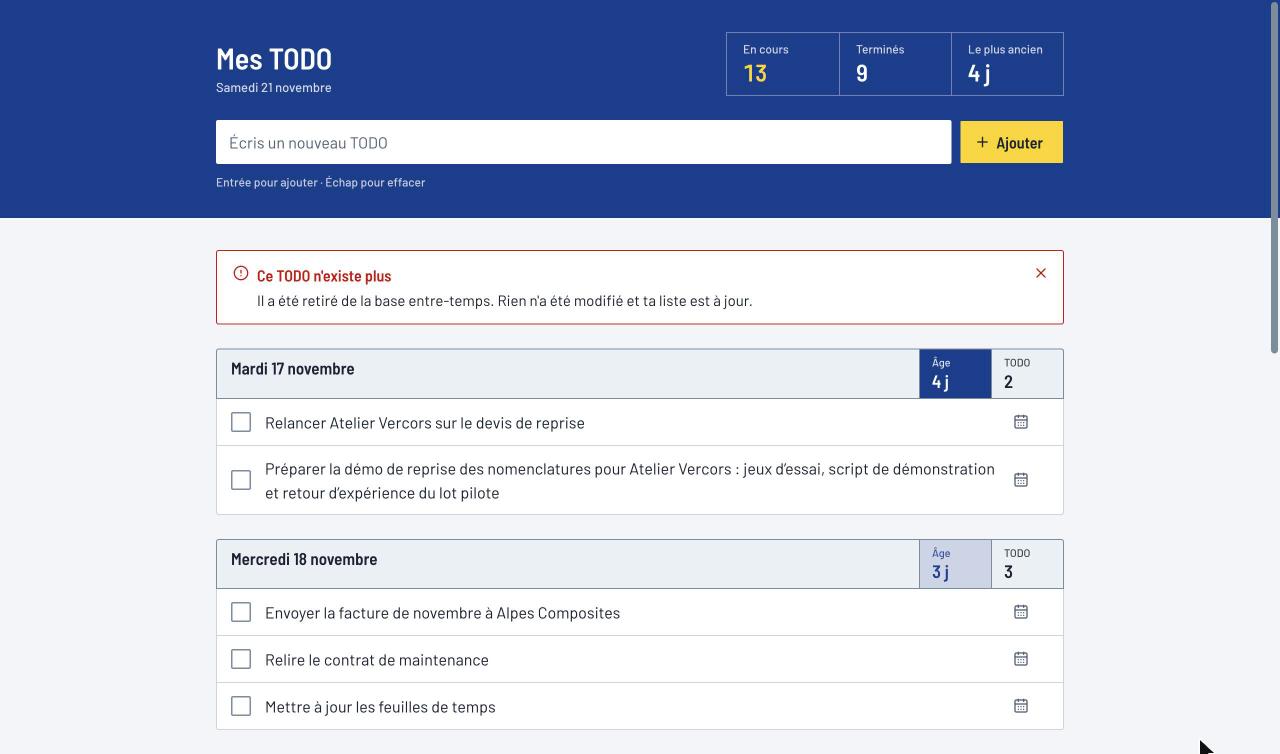 Mes TODO
Samedi 21 novembre
En cours
13
Terminés
9
Le plus ancien
4 j
Écris un nouveau TODO
Ajouter
Entrée pour ajouter · Échap pour effacer
Ce TODO n'existe plus
Il a été retiré de la base entre-temps. Rien n'a été modifié et ta liste est à jour.
Mardi 17 novembre
Âge
4 j
TODO
2
Relancer Atelier Vercors sur le devis de reprise
Préparer la démo de reprise des nomenclatures pour Atelier Vercors : jeux d’essai, script de démonstration
et retour d’expérience du lot pilote
Mercredi 18 novembre
Âge
3 j
TODO
3
Envoyer la facture de novembre à Alpes Composites
Relire le contrat de maintenance
Mettre à jour les feuilles de temps